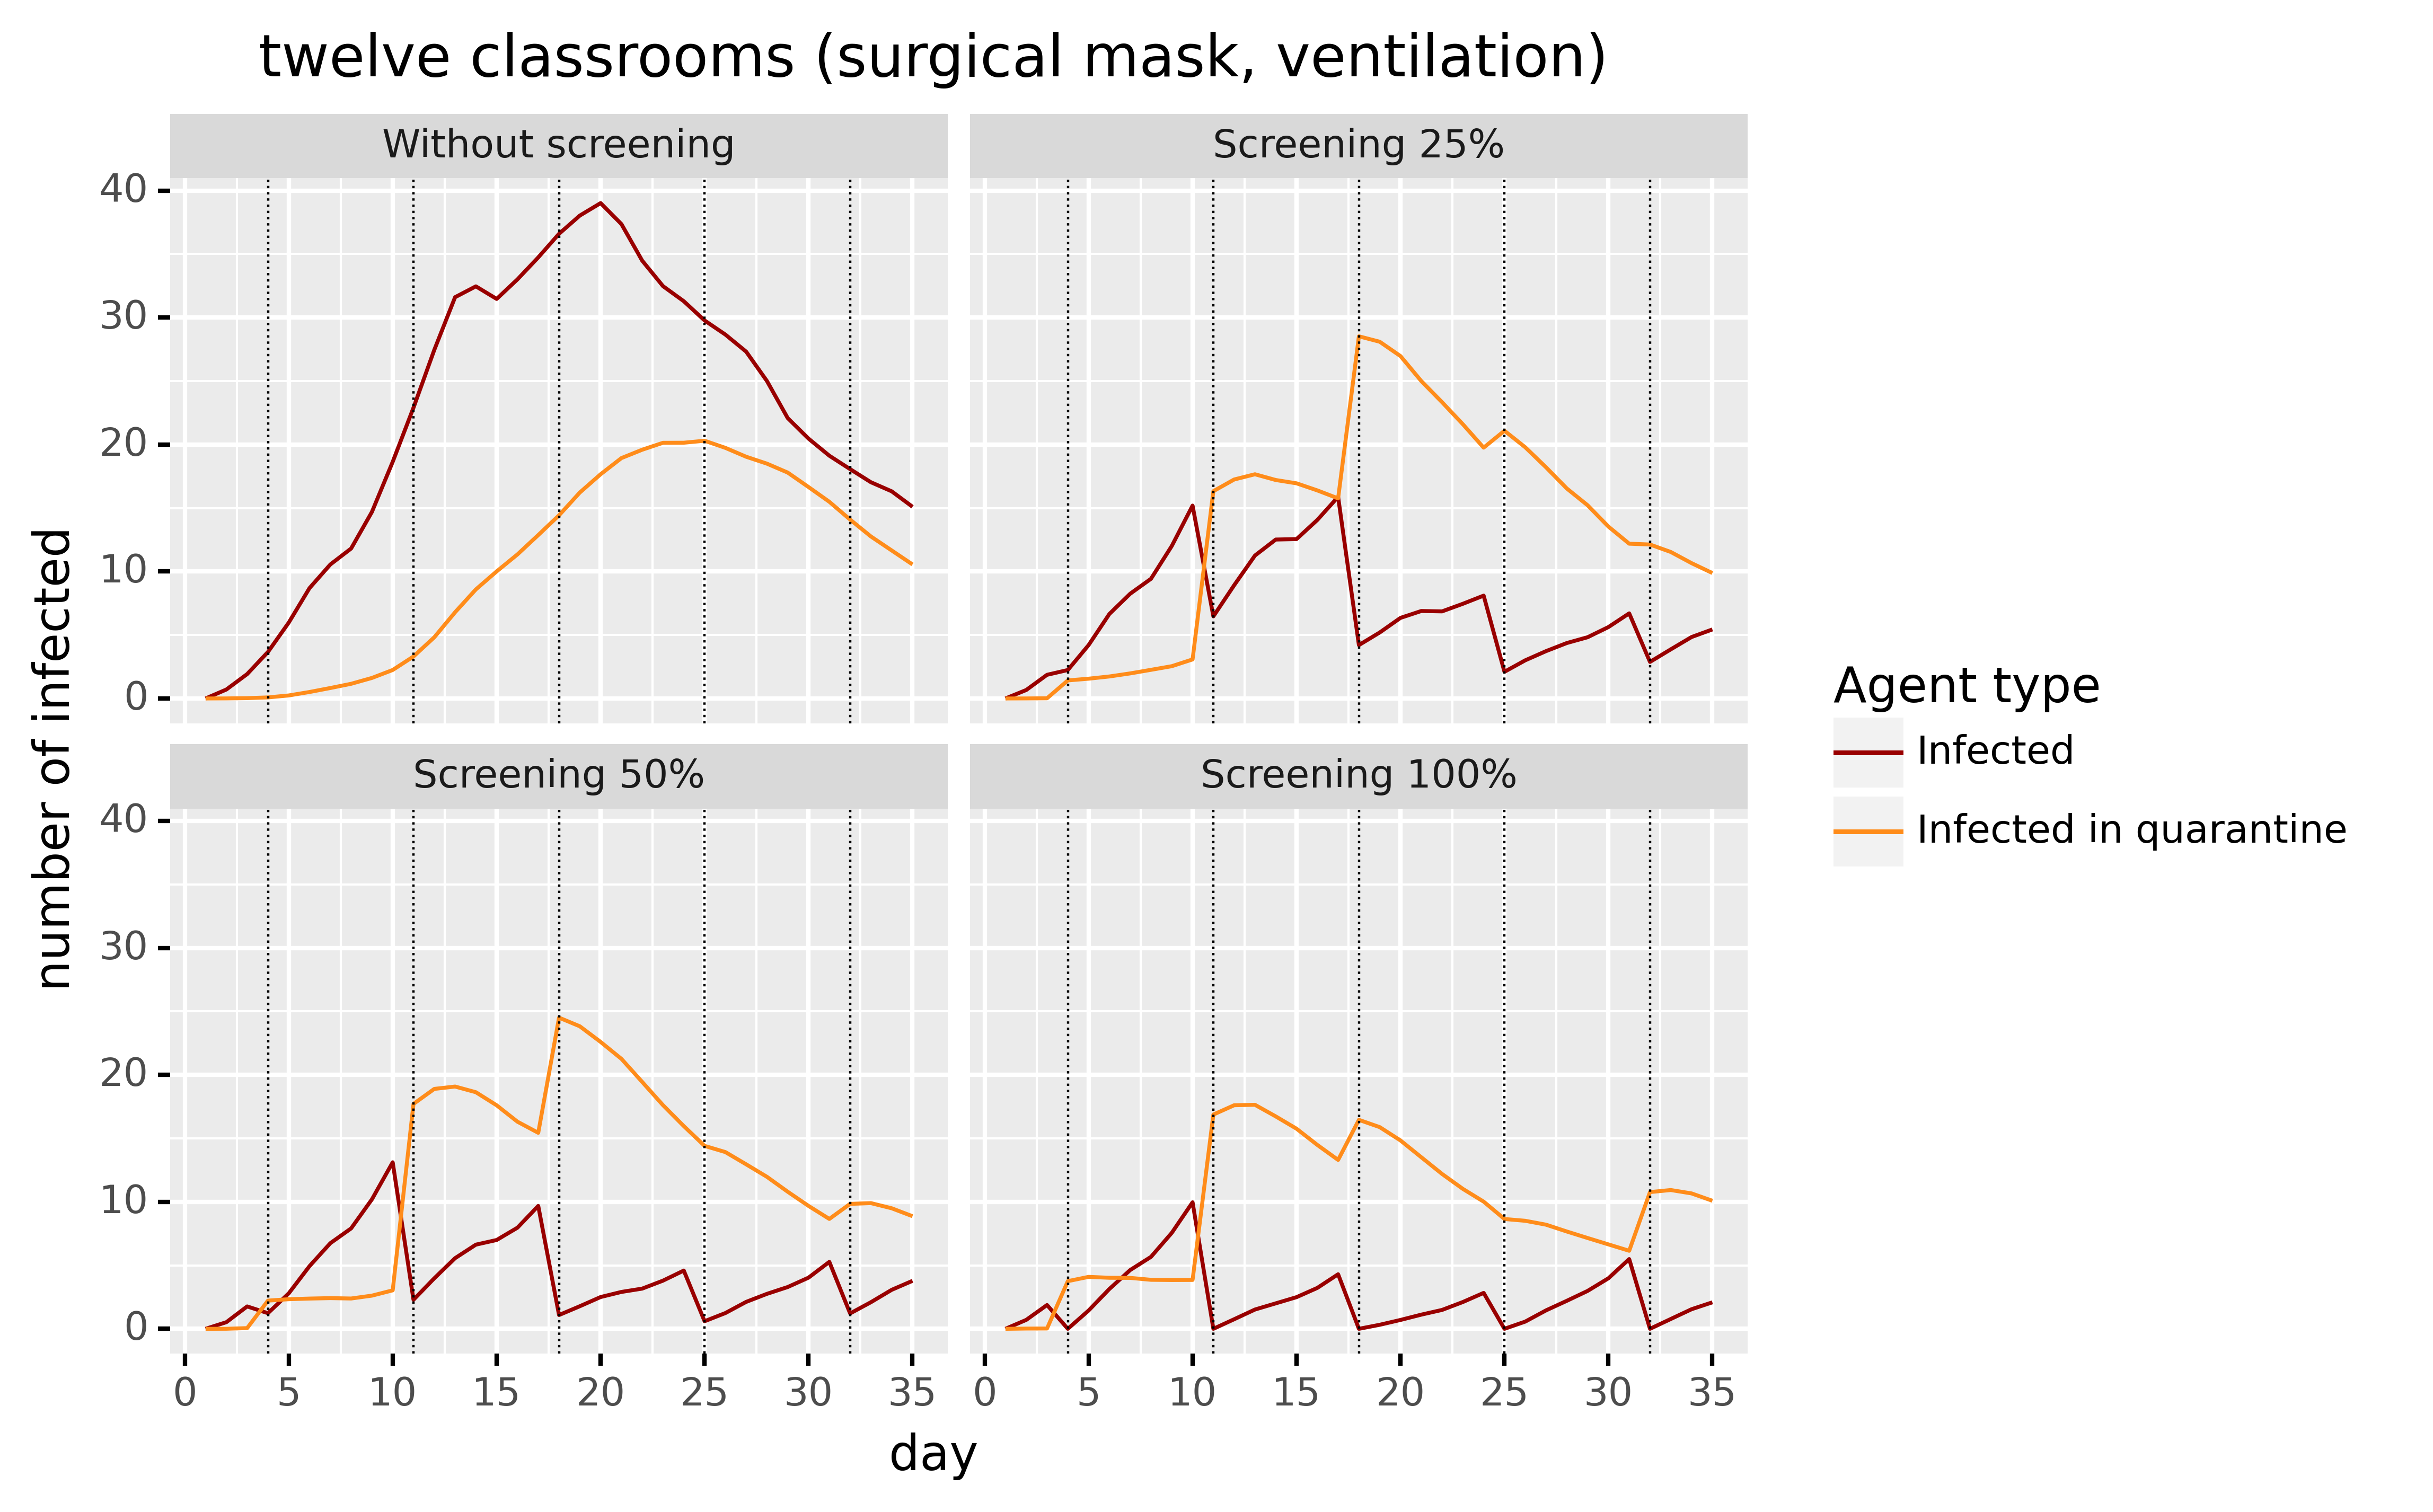 twelve classrooms (surgical mask, ventilation)
Without screening
Screening 25%
40
30
20
10
0
Screening 50%
Screening 100%
40
30
20
10
0
0 5 10 15 20 25 30 35
0 5 10 15 20 25 30 35
number of infected
day
Agent type
Infected
Infected in quarantine